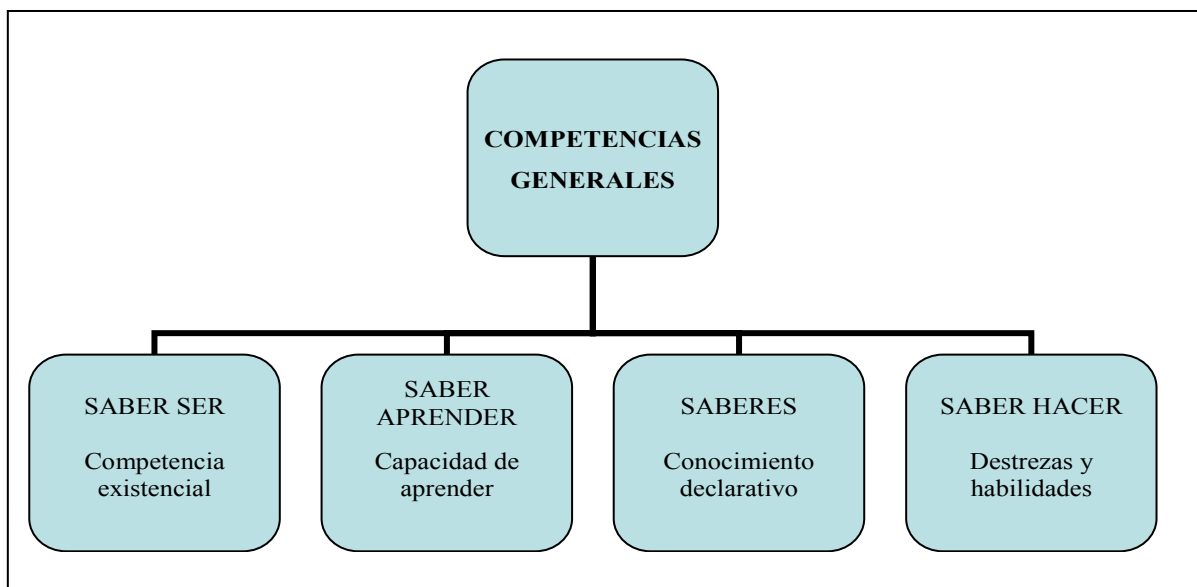 COMPETENCIAS
GENERALES
SABER SER
Competencia
existencial
SABER
APRENDER
Capacidad de
aprender
SABERES
Conocimiento
declarativo
SABER HACER
Destrezas y
habilidades